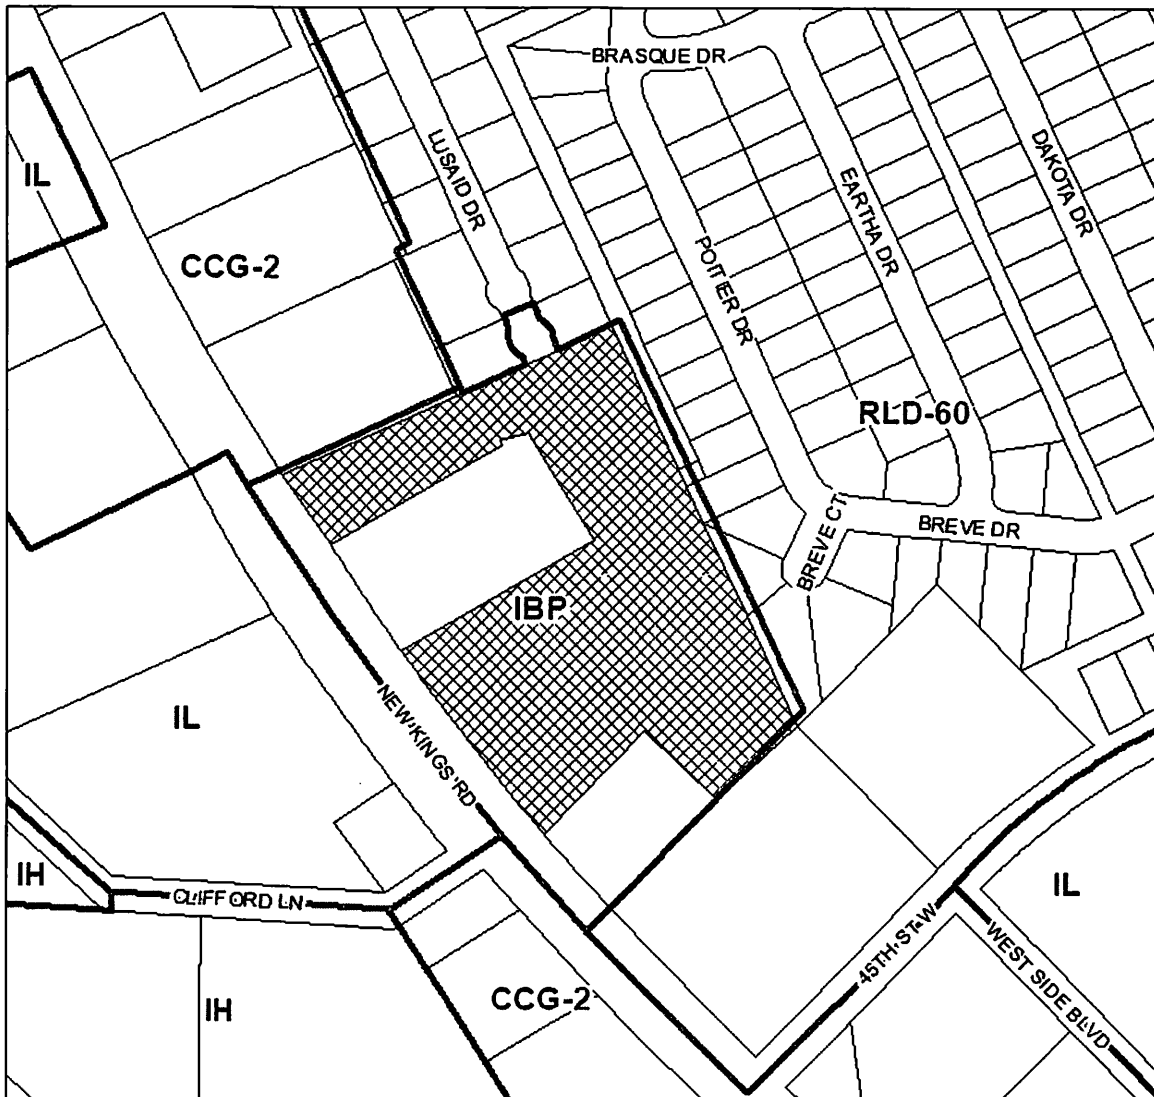 BRASQUE DR
LUSAID DR
DAKOTA DR
IL
EARTHA DR
CCG-2
POITIER DR
RLD-60
BREVE CT
BREVE DR
IBP
NEW KINGS RD
IL
IH
CLIFFORD LN
IL
45TH ST W
WEST SIDE BLVD
CCG-2
IH